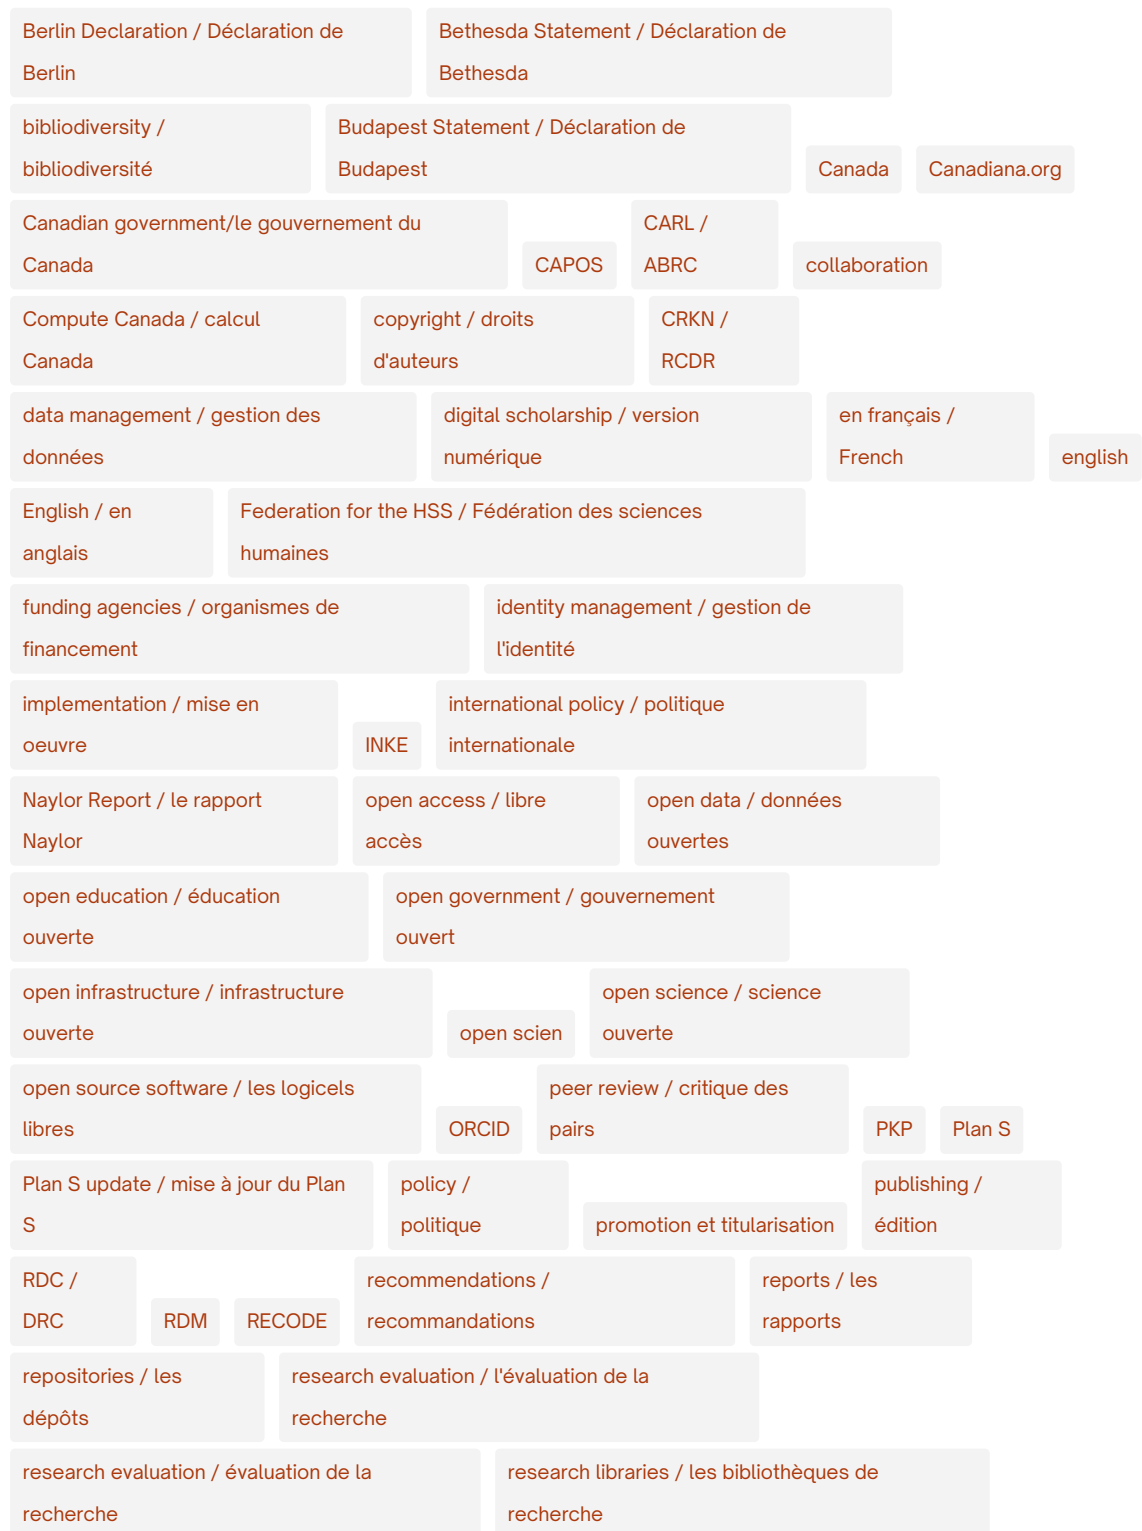 Berlin Declaration / Déclaration de
Berlin
Bethesda Statement / Déclaration de
Bethesda
bibliodiversity /
bibliodiversité
Budapest Statement / Déclaration de
Budapest
Canada
Canadiana.org
Canadian government/le gouvernement du
Canada
CAPOS
CARL /
ABRC
collaboration
Compute Canada / calcul
Canada
copyright / droits
d'auteurs
CRKN /
RCDR
data management / gestion des
données
digital scholarship / version
numérique
en français /
French
english
English / en
anglais
Federation for the HSS / Fédération des sciences
humaines
funding agencies / organismes de
financement
identity management / gestion de
l'identité
implementation / mise en
oeuvre
INKE
international policy / politique
internationale
Naylor Report / le rapport
Naylor
open access / libre
accès
open data / données
ouvertes
open education / éducation
ouverte
open government / gouvernement
ouvert
open infrastructure / infrastructure
ouverte
open scien
open science / science
ouverte
open source software / les logicels
libres
ORCID
peer review / critique des
pairs
PKP
Plan S
Plan S update / mise à jour du Plan
S
policy /
politique
promotion et titularisation
publishing /
édition
RDC /
DRC
RDM
RECODE
recommendations /
recommandations
reports / les
rapports
repositories / les
dépôts
research evaluation / l'évaluation de la
recherche
research evaluation / évaluation de la
recherche
research libraries / les bibliothèques de
recherche